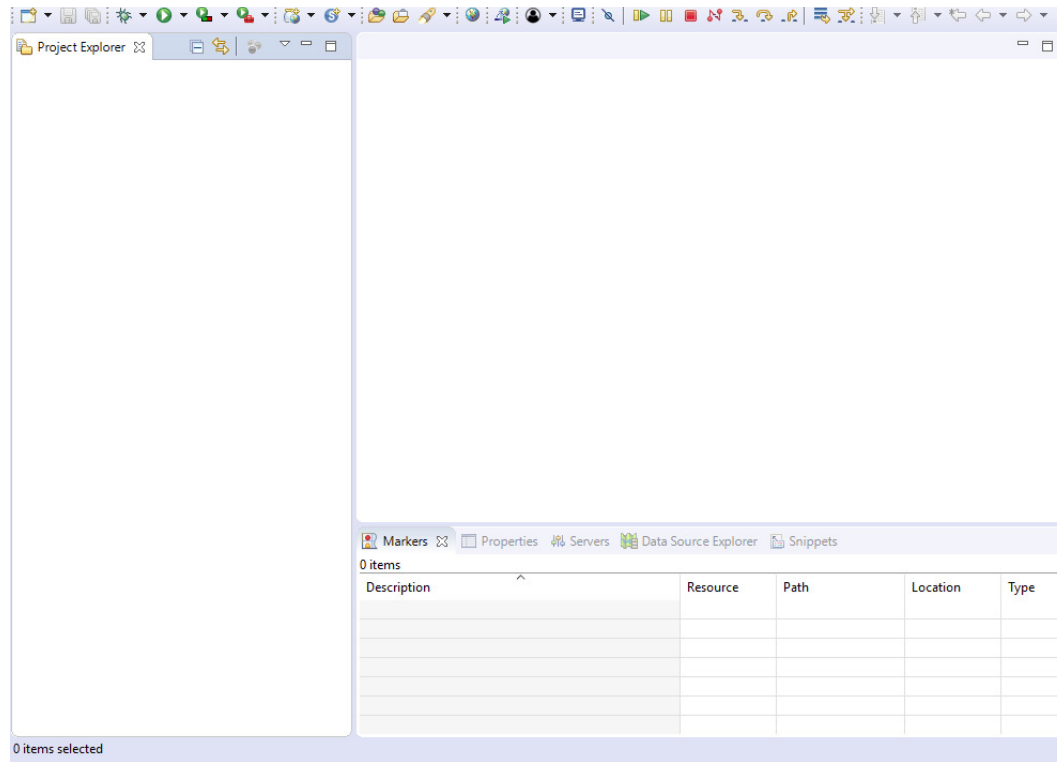 Project Explorer
Markers Properties Servers Data Source Explorer Snippets
0 items
Description Resource Path Location Type
0 items selected